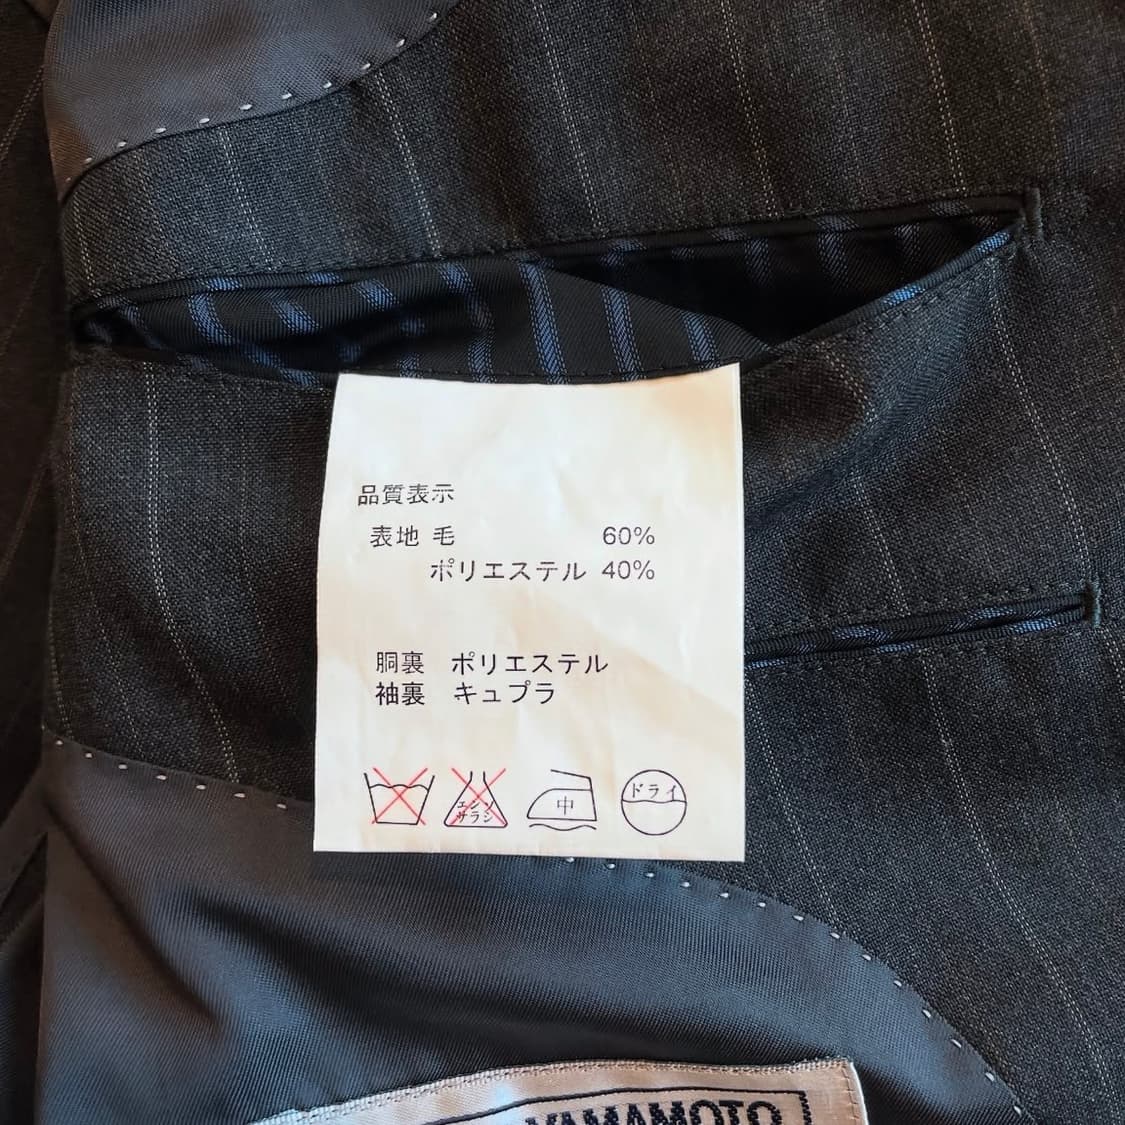 品質表示
表地 毛 60%
ポリエステル 40%
胴裏 ポリエステル
袖裏 キュプラ
エンソ
サラシ
中
ドライ
YAMAMOTO